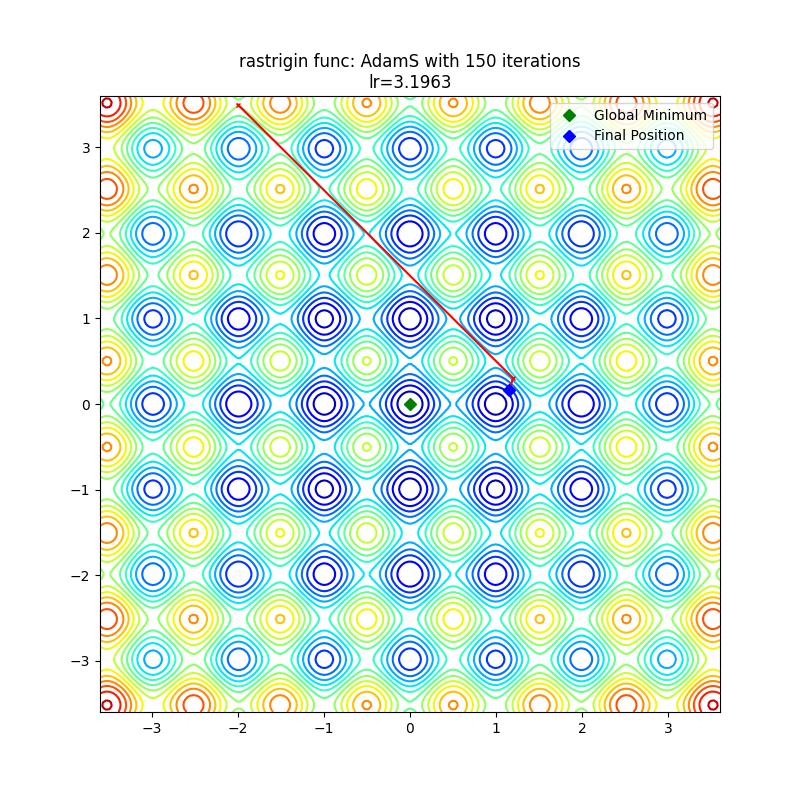 rastrigin func: AdamS with 150 iterations
lr=3.1963
Global Minimum
Final Position
3
2
1
0
−1
−2
−3
−3 −2 −1 0 1 2 3